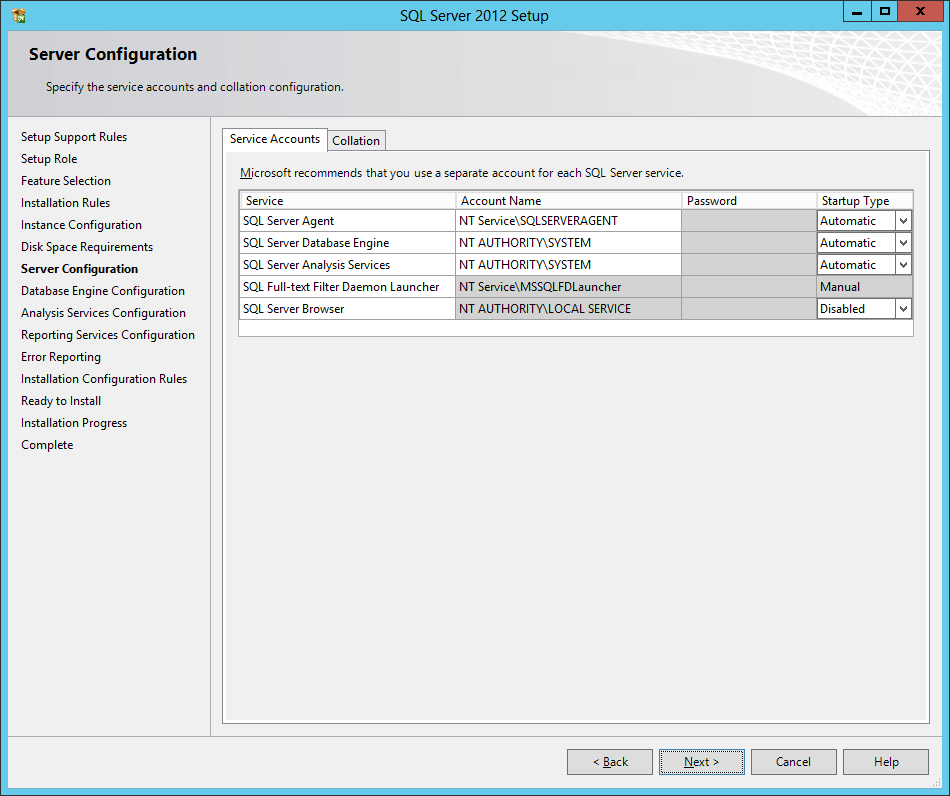 SQL Server 2012 Setup
Server Configuration
Specify the service accounts and collation configuration.
Setup Support Rules
Setup Role
Feature Selection
Installation Rules
Instance Configuration
Disk Space Requirements
Server Configuration
Database Engine Configuration
Analysis Services Configuration
Reporting Services Configuration
Error Reporting
Installation Configuration Rules
Ready to Install
Installation Progress
Complete
Service Accounts Collation
Microsoft recommends that you use a separate account for each SQL Server service.
Service Account Name Password Startup Type
SQL Server Agent NT Service\SQLSERVERAGENT Automatic
SQL Server Database Engine NT AUTHORITY\SYSTEM Automatic
SQL Server Analysis Services NT AUTHORITY\SYSTEM Automatic
SQL Full-text Filter Daemon Launcher NT Service\MSSQLFDLauncher Manual
SQL Server Browser NT AUTHORITY\LOCAL SERVICE Disabled
< Back Next > Cancel Help